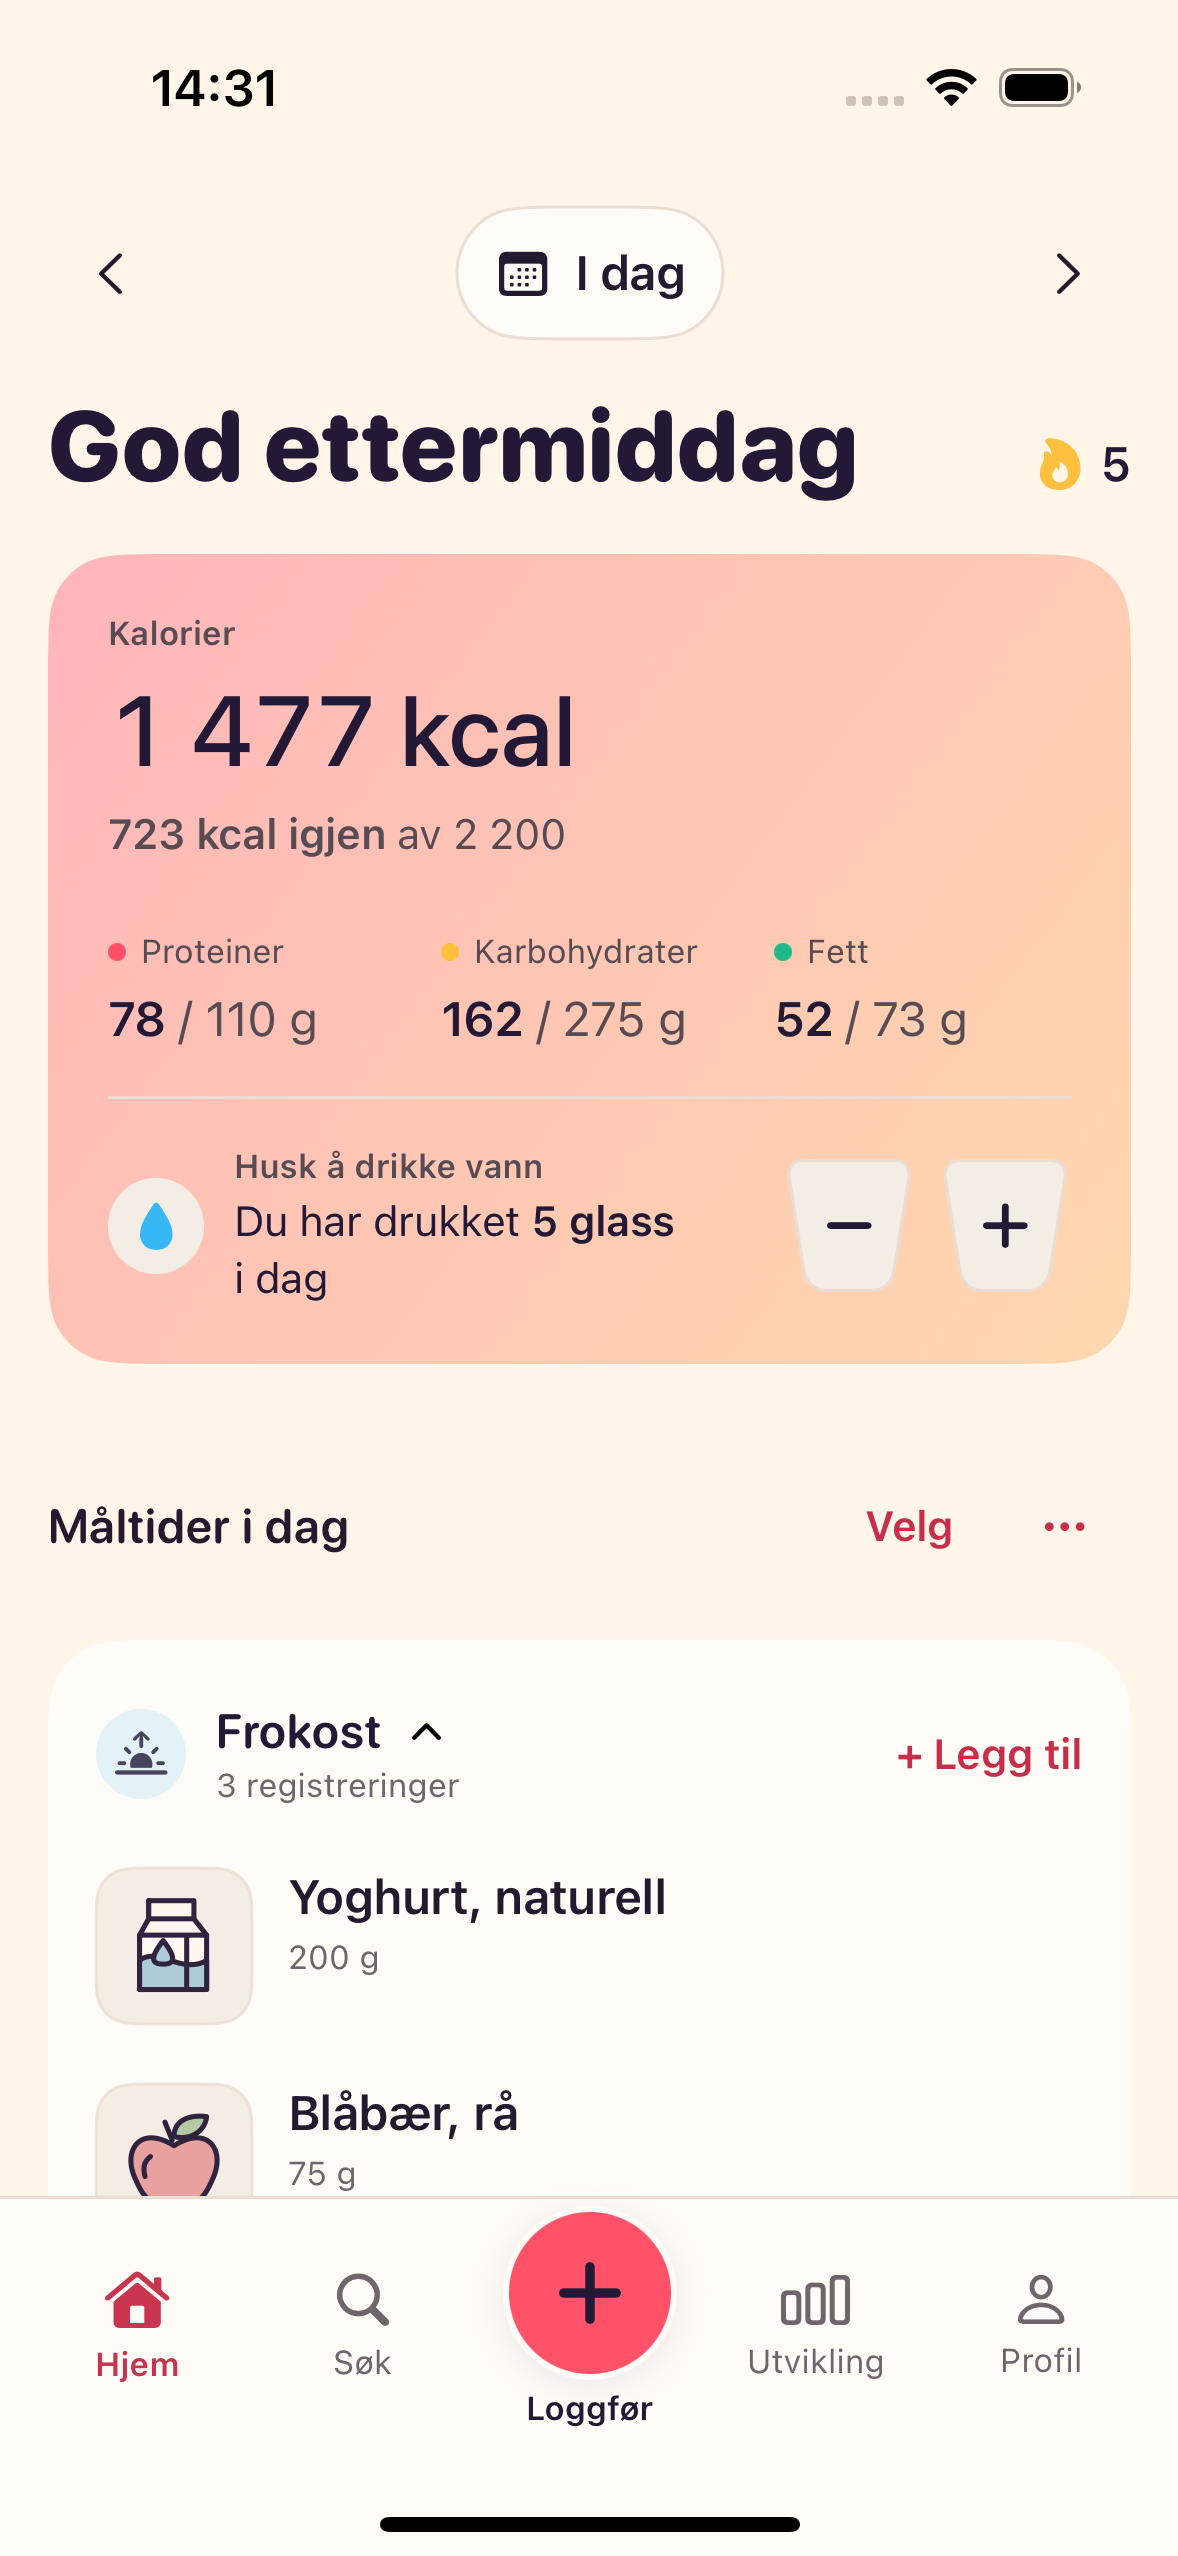 14:31
I dag
God ettermiddag
5
Kalorier
1 477 kcal
723 kcal igjen av 2 200
Proteiner
78 / 110 g
Karbohydrater
162 / 275 g
Fett
52 / 73 g
Husk å drikke vann
Du har drukket 5 glass
i dag
Måltider i dag
Velg
Frokost
3 registreringer
+ Legg til
Yoghurt, naturell
200 g
Blåbær, rå
75 g
Hjem
Søk
Loggfør
Utvikling
Profil